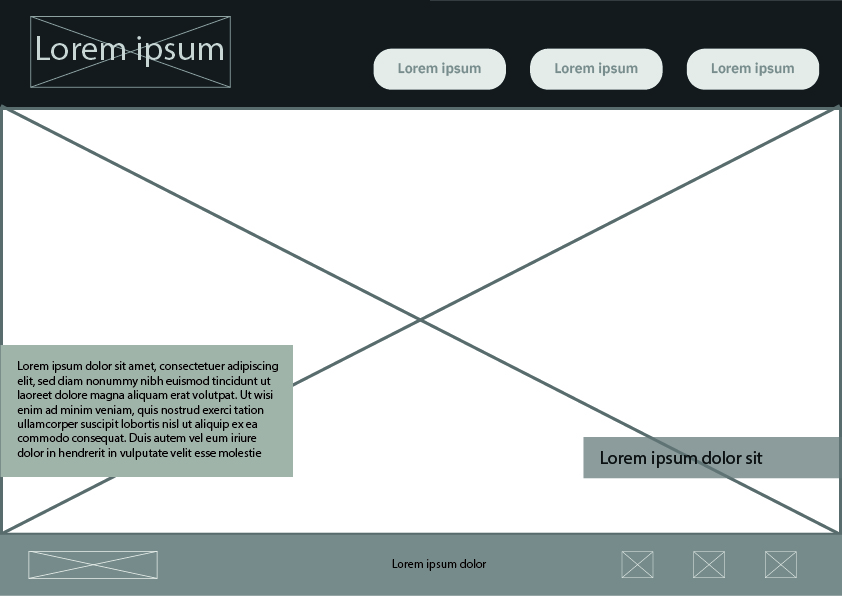 Lorem ipsum
Lorem ipsum
Lorem ipsum
Lorem ipsum
Lorem ipsum dolor sit amet, consectetuer adipiscing
elit, sed diam nonummy nibh euismod tincidunt ut
laoreet dolore magna aliquam erat volutpat. Ut wisi
enim ad minim veniam, quis nostrud exerci tation
ullamcorper suscipit lobortis nisl ut aliquip ex ea
commodo consequat. Duis autem vel eum iriure
dolor in hendrerit in vulputate velit esse molestie
Lorem ipsum dolor sit
Lorem ipsum dolor